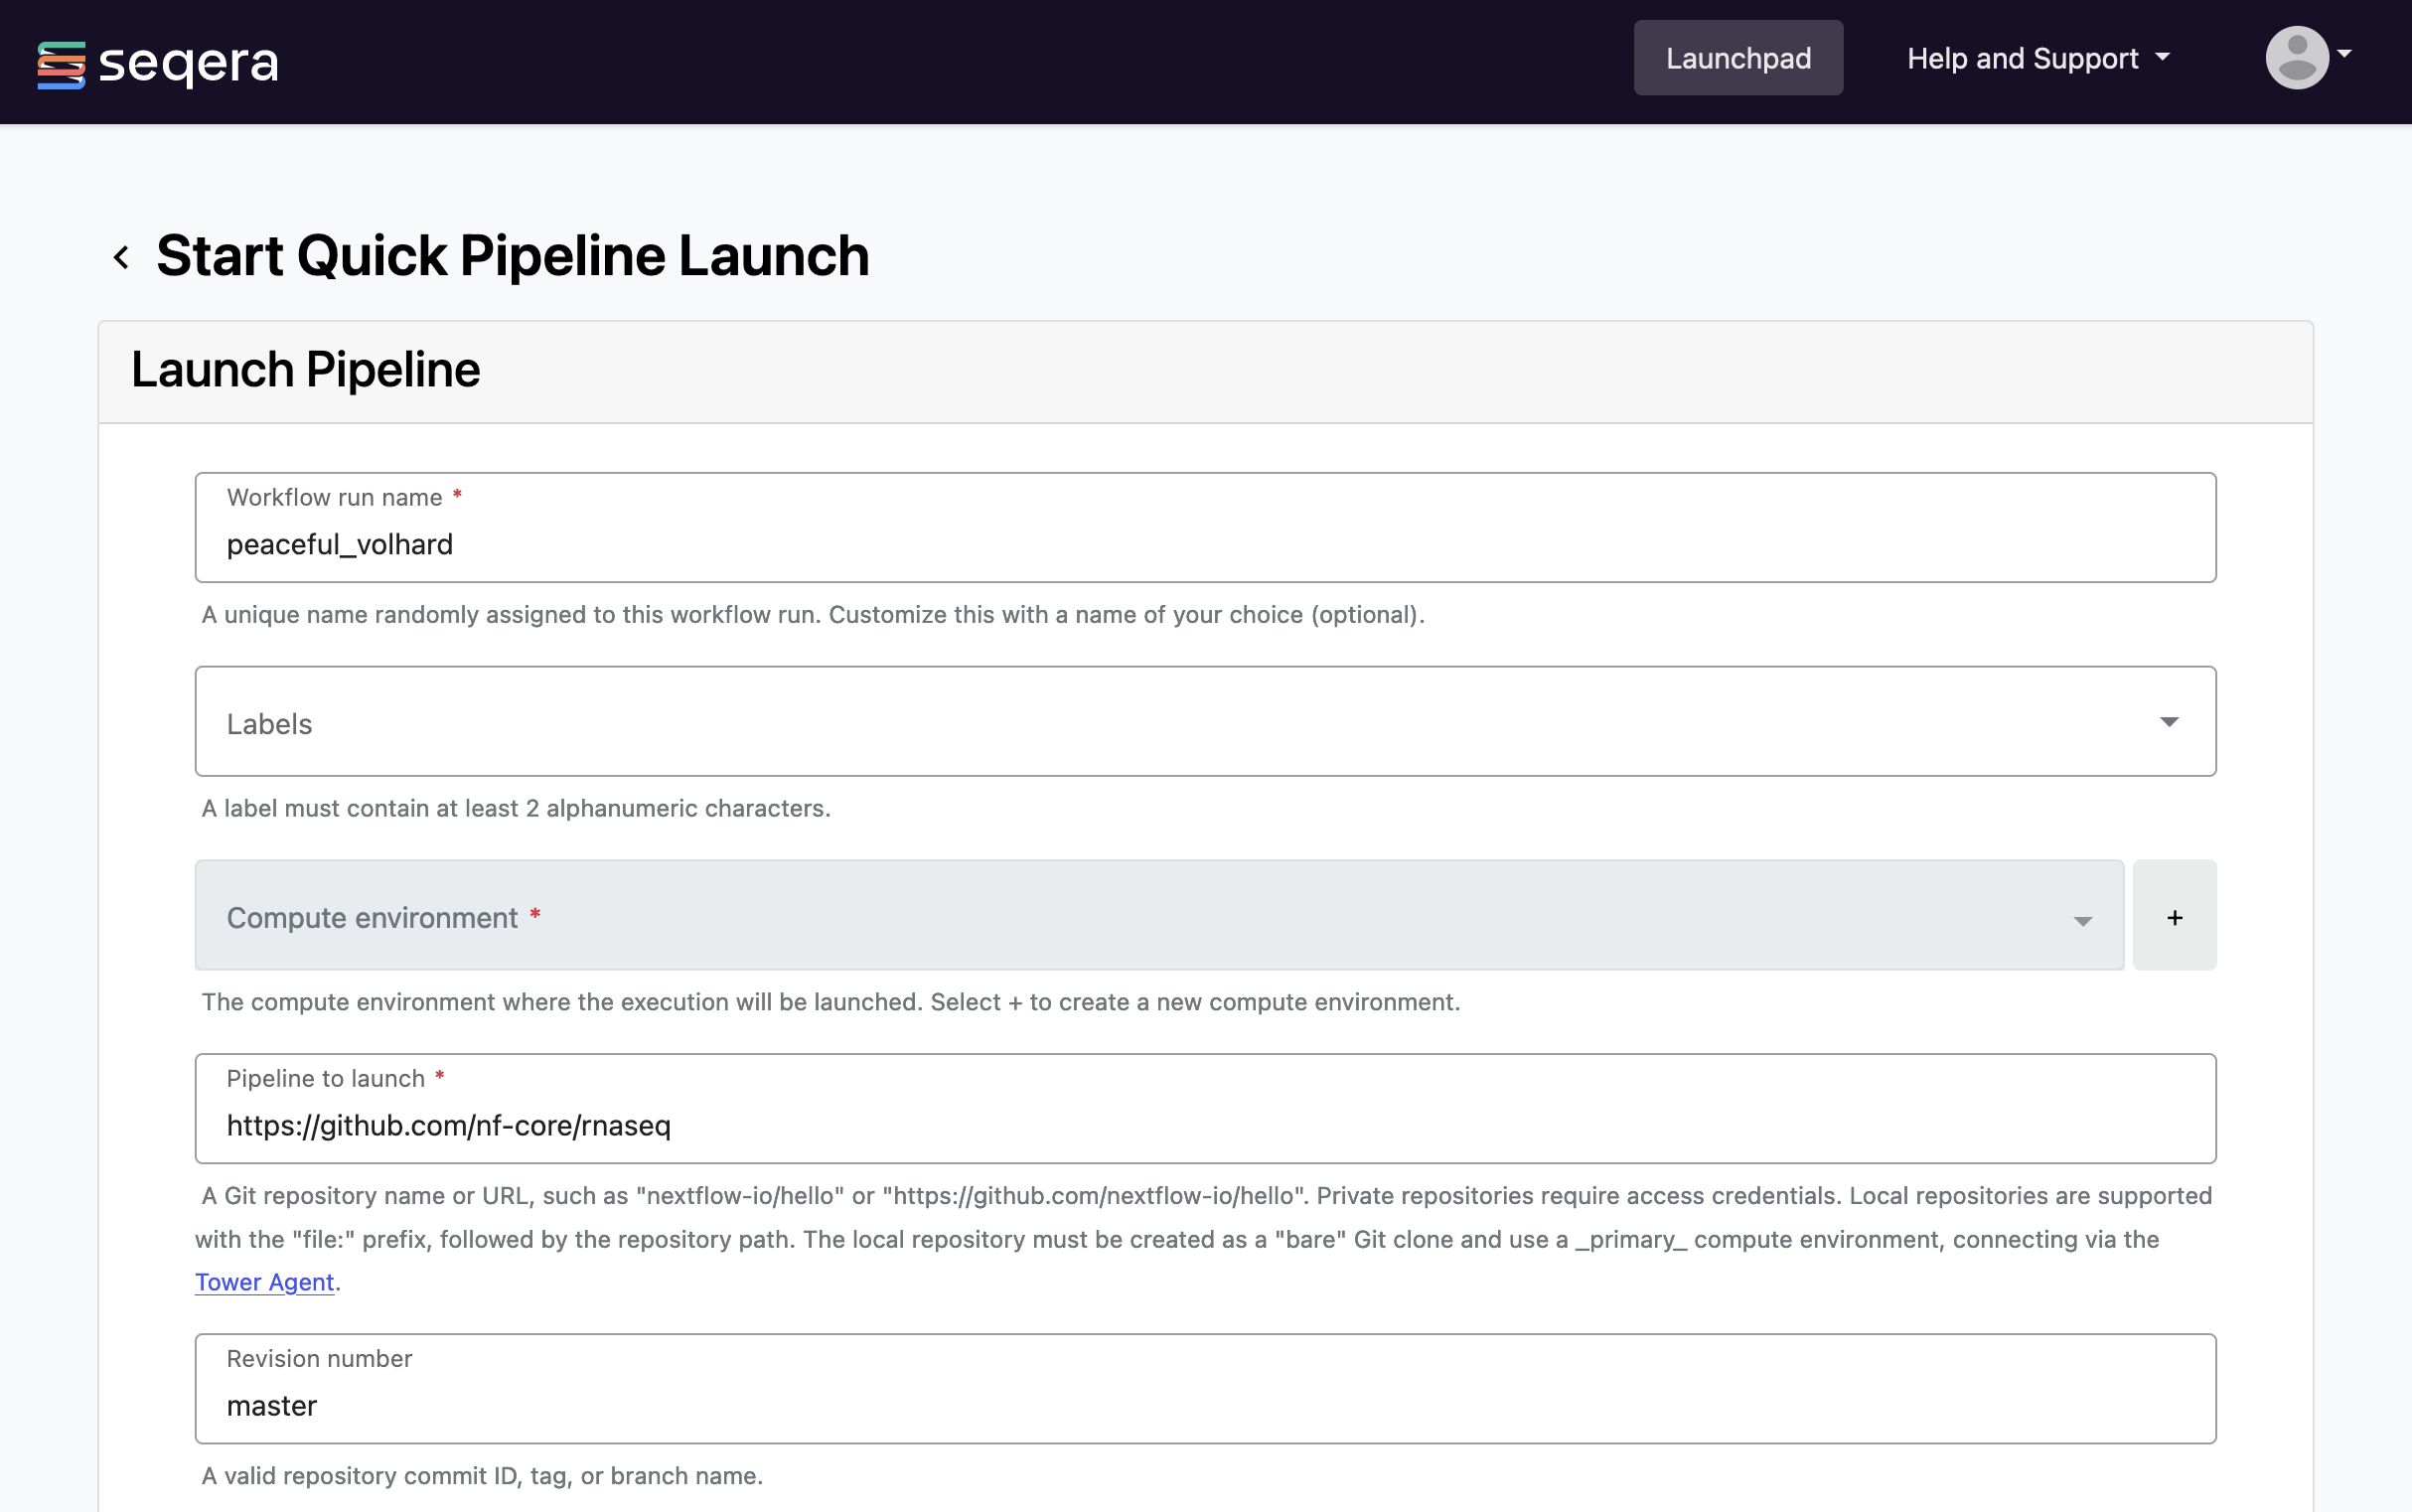 seqera
Launchpad
Help and Support
Start Quick Pipeline Launch
Launch Pipeline
Workflow run name *
peaceful_volhard
A unique name randomly assigned to this workflow run. Customize this with a name of your choice (optional).
Labels
A label must contain at least 2 alphanumeric characters.
Compute environment *
+
The compute environment where the execution will be launched. Select + to create a new compute environment.
Pipeline to launch *
https://github.com/nf-core/rnaseq
A Git repository name or URL, such as "nextflow-io/hello" or "https://github.com/nextflow-io/hello". Private repositories require access credentials. Local repositories are supported
with the "file:" prefix, followed by the repository path. The local repository must be created as a "bare" Git clone and use a _primary_ compute environment, connecting via the
Tower Agent.
Revision number
master
A valid repository commit ID, tag, or branch name.